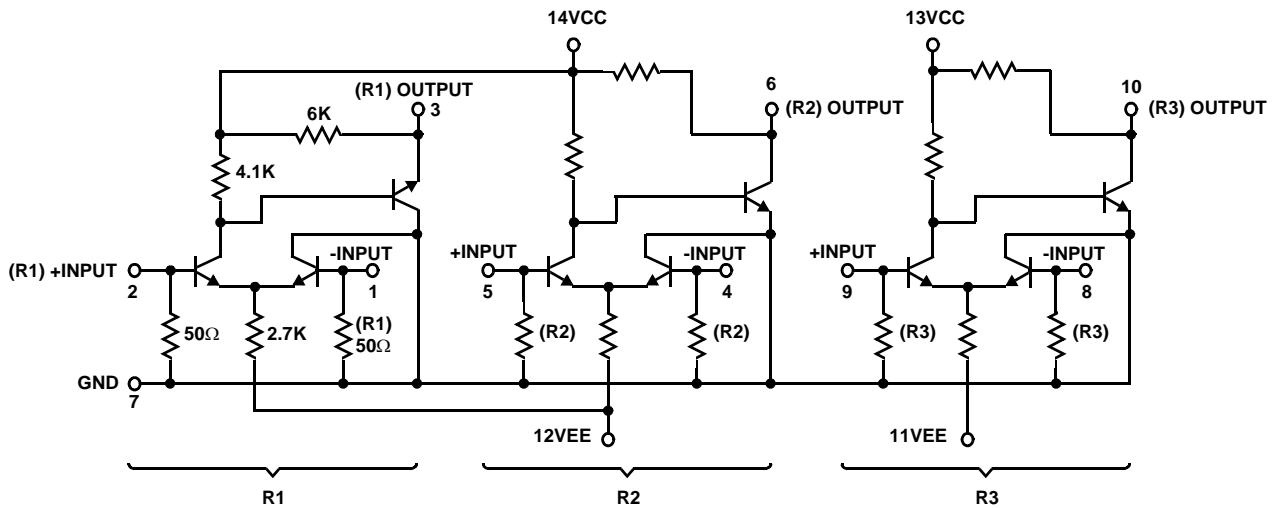 14VCC
13VCC
(R1) OUTPUT
3
6K
4.1K
6
(R2) OUTPUT
10
(R3) OUTPUT
(R1) +INPUT
2
-INPUT
1
+INPUT
5
-INPUT
4
+INPUT
9
-INPUT
8
50Ω
2.7K
(R1)
50Ω
(R2)
(R2)
(R3)
(R3)
GND
7
12VEE
11VEE
R1
R2
R3